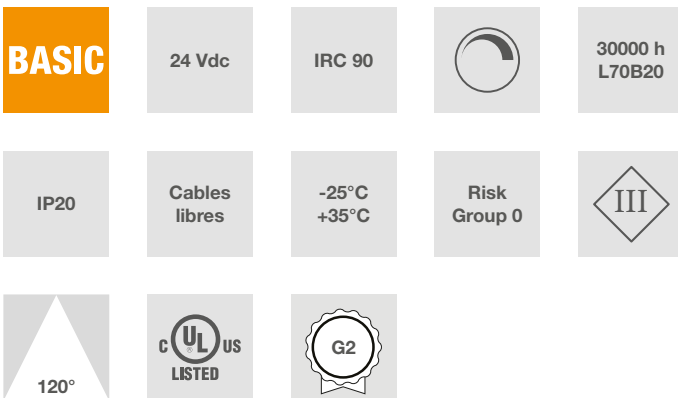 BASIC
24 Vdc
IRC 90
30000 h
L70B20
IP20
Cables
libres
-25°C
+35°C
Risk
Group 0
III
120°
C UL® US
LISTED
G2